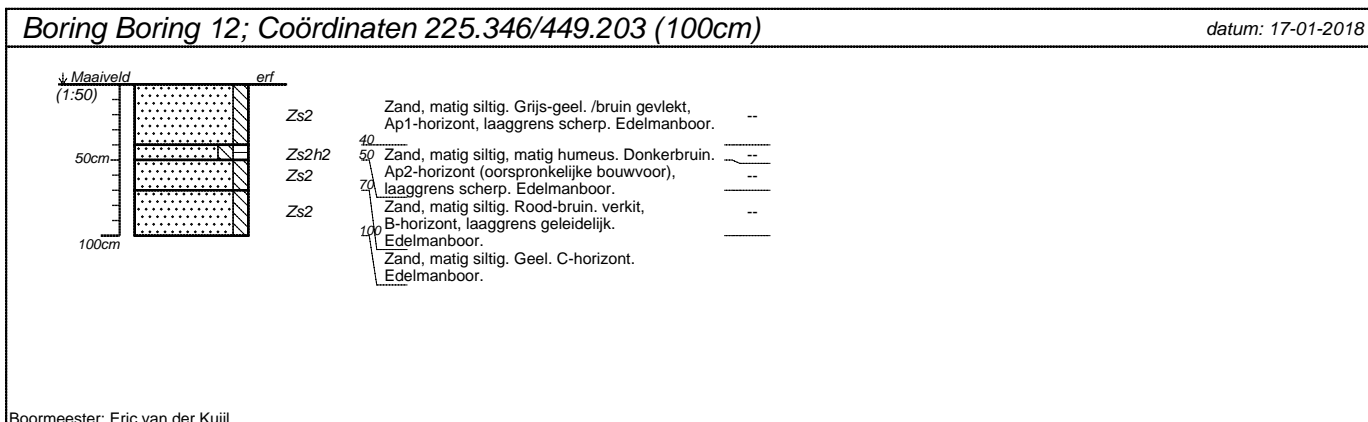 Boring Boring 12; Coördinaten 225.346/449.203 (100cm)
datum: 17-01-2018
Maaiveld
erf
(1:50)
50cm
100cm
Zs2
Zs2h2
Zs2
Zs2
40
50
70
100
Zand, matig siltig. Grijs-geel. /bruin gevlekt,
Ap1-horizont, laaggrens scherp. Edelmanboor.
--
Zand, matig siltig, matig humeus. Donkerbruin.
Ap2-horizont (oorspronkelijke bouwvoor),
laaggrens scherp. Edelmanboor.
--
Zand, matig siltig. Rood-bruin. verkit,
B-horizont, laaggrens geleidelijk.
Edelmanboor.
--
Zand, matig siltig. Geel. C-horizont.
Edelmanboor.
--
Boormeester: Eric van der Kuijl